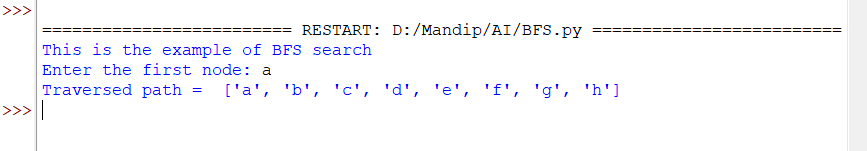 >>>
========================= RESTART: D:/Mandip/AI/BFS.py =========================
This is the example of BFS search
Enter the first node: a
Traversed path =  ['a', 'b', 'c', 'd', 'e', 'f', 'g', 'h']
>>>